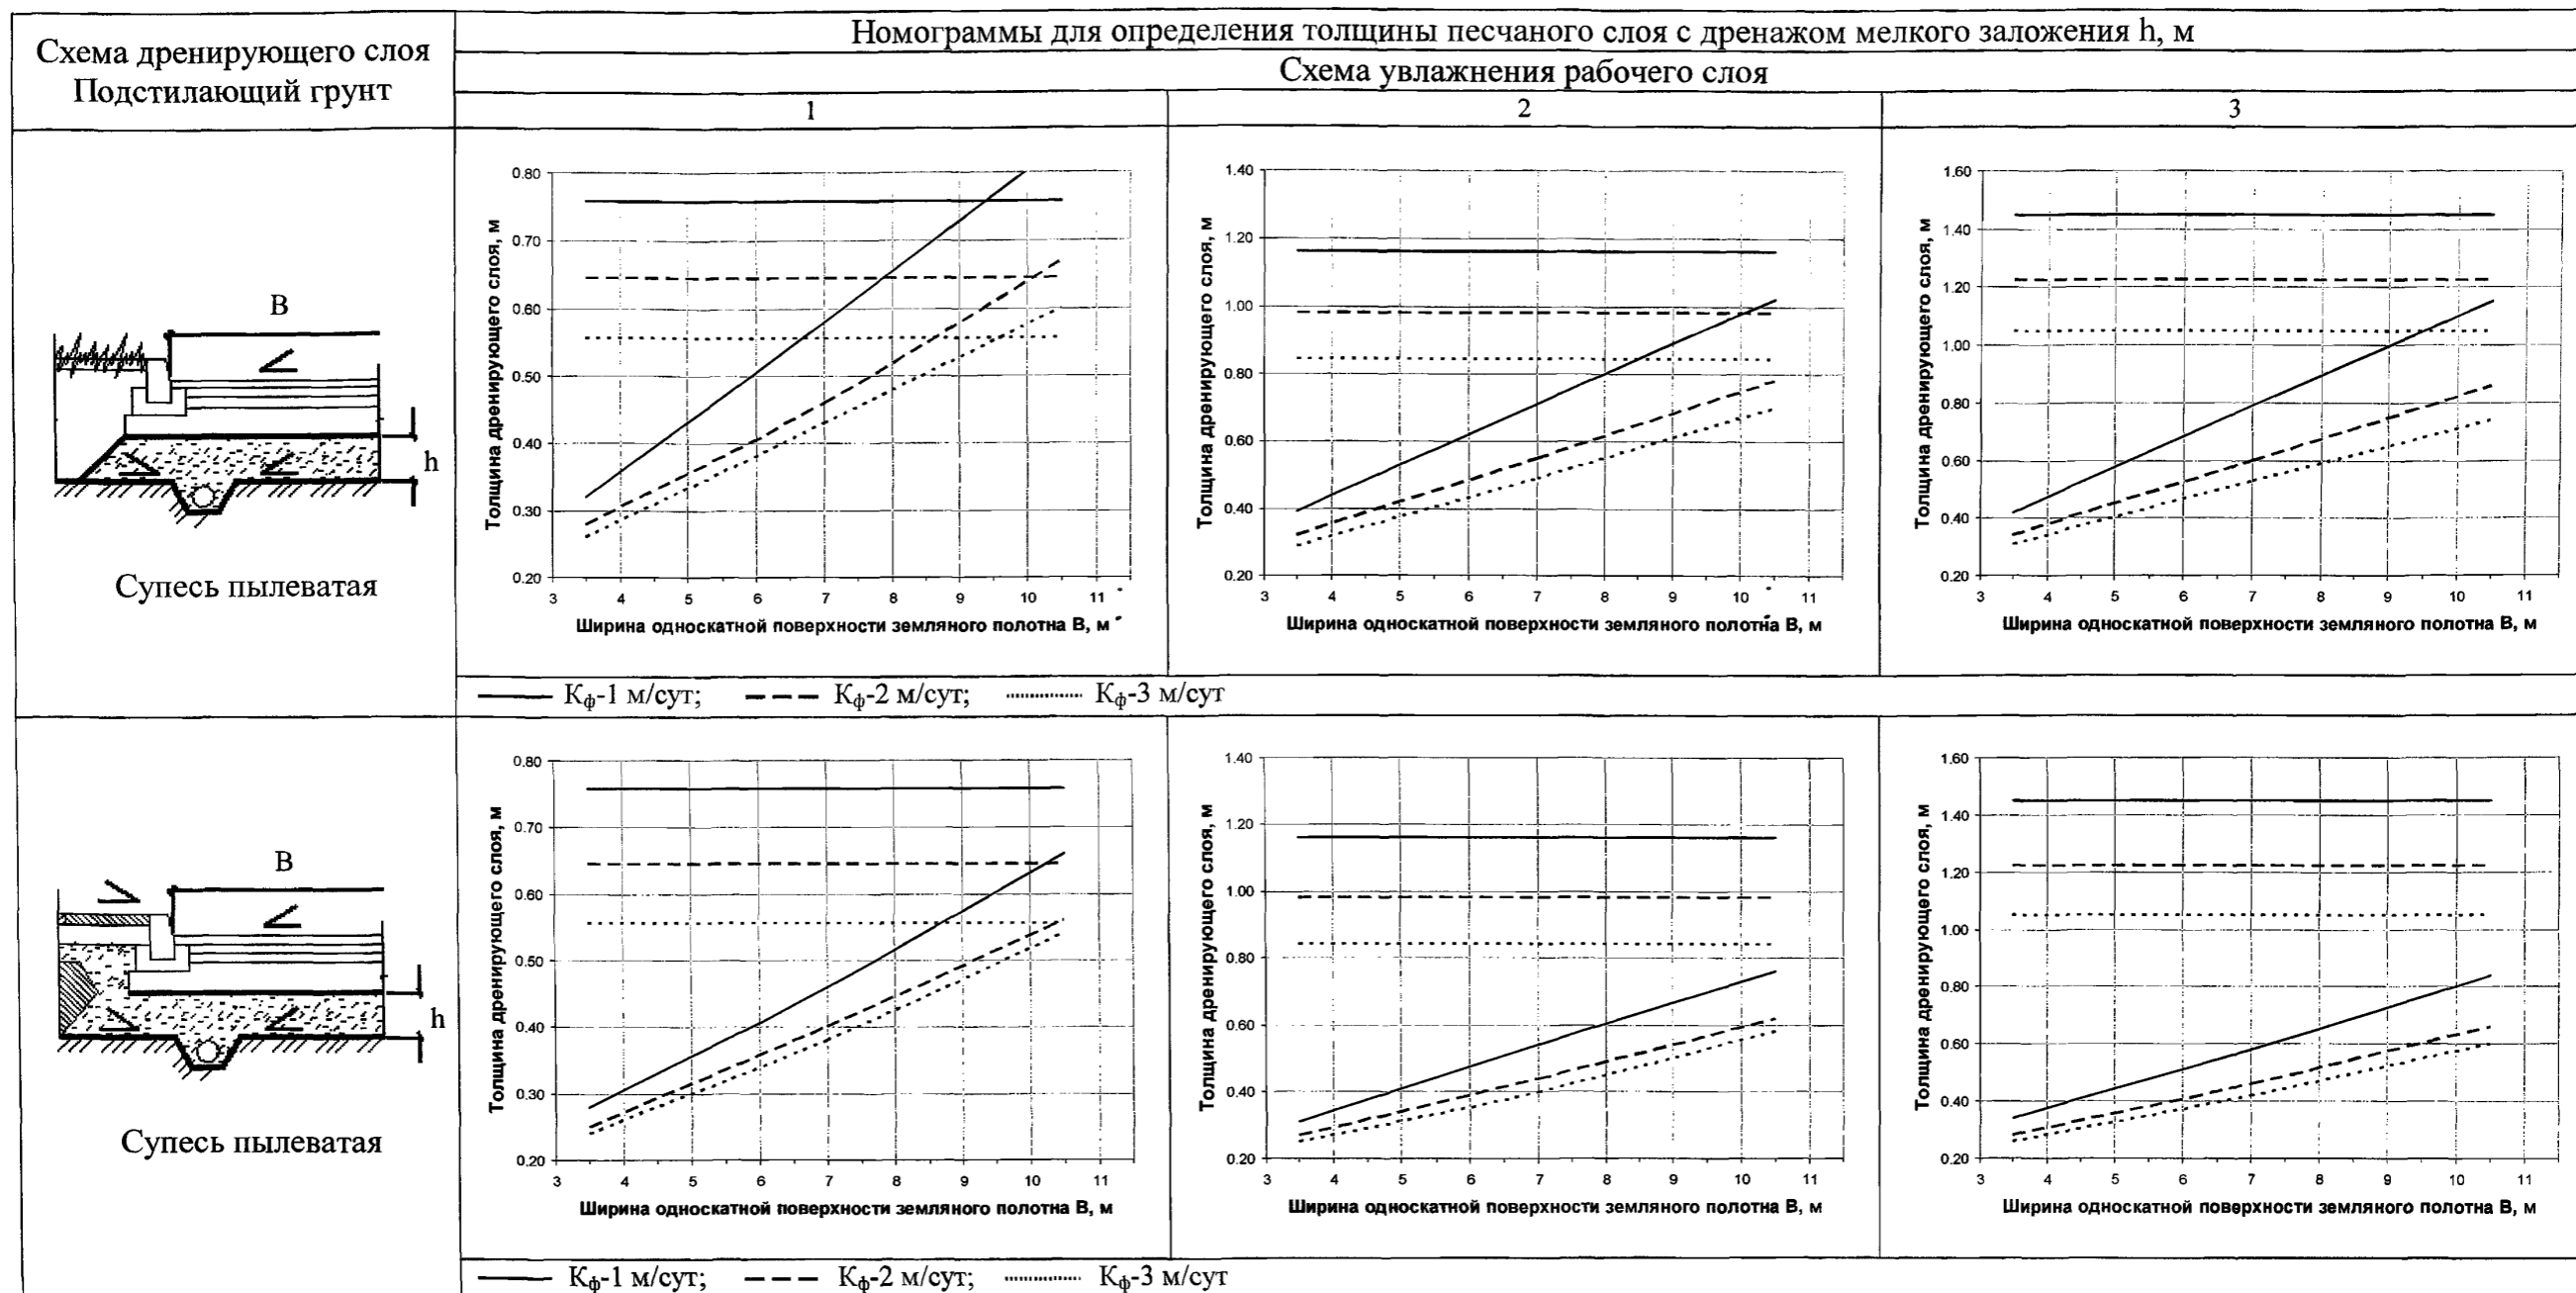 Схема дренирующего слоя
Подстилающий грунт
Номограммы для определения толщины песчаного слоя с дренажом мелкого заложения h, м
Схема увлажнения рабочего слоя
1
2
3
B
h
Супесь пылеватая
Толщина дренирующего слоя, м
0.80
0.70
0.60
0.50
0.40
0.30
0.20
3 4 5 6 7 8 9 10 11
Ширина односкатной поверхности земляного полотна В, м
Толщина дренирующего слоя, м
1.40
1.20
1.00
0.80
0.60
0.40
0.20
3 4 5 6 7 8 9 10 11
Ширина односкатной поверхности земляного полотна В, м
Толщина дренирующего слоя, м
1.60
1.40
1.20
1.00
0.80
0.60
0.40
0.20
3 4 5 6 7 8 9 10 11
Ширина односкатной поверхности земляного полотна В, м
Kф-1 м/сут; Kф-2 м/сут; Kф-3 м/сут
B
h
Супесь пылеватая
Толщина дренирующего слоя, м
0.80
0.70
0.60
0.50
0.40
0.30
0.20
3 4 5 6 7 8 9 10 11
Ширина односкатной поверхности земляного полотна В, м
Толщина дренирующего слоя, м
1.40
1.20
1.00
0.80
0.60
0.40
0.20
3 4 5 6 7 8 9 10 11
Ширина односкатной поверхности земляного полотна В, м
Толщина дренирующего слоя, м
1.60
1.40
1.20
1.00
0.80
0.60
0.40
0.20
3 4 5 6 7 8 9 10 11
Ширина односкатной поверхности земляного полотна В, м
Kф-1 м/сут; Kф-2 м/сут; Kф-3 м/сут